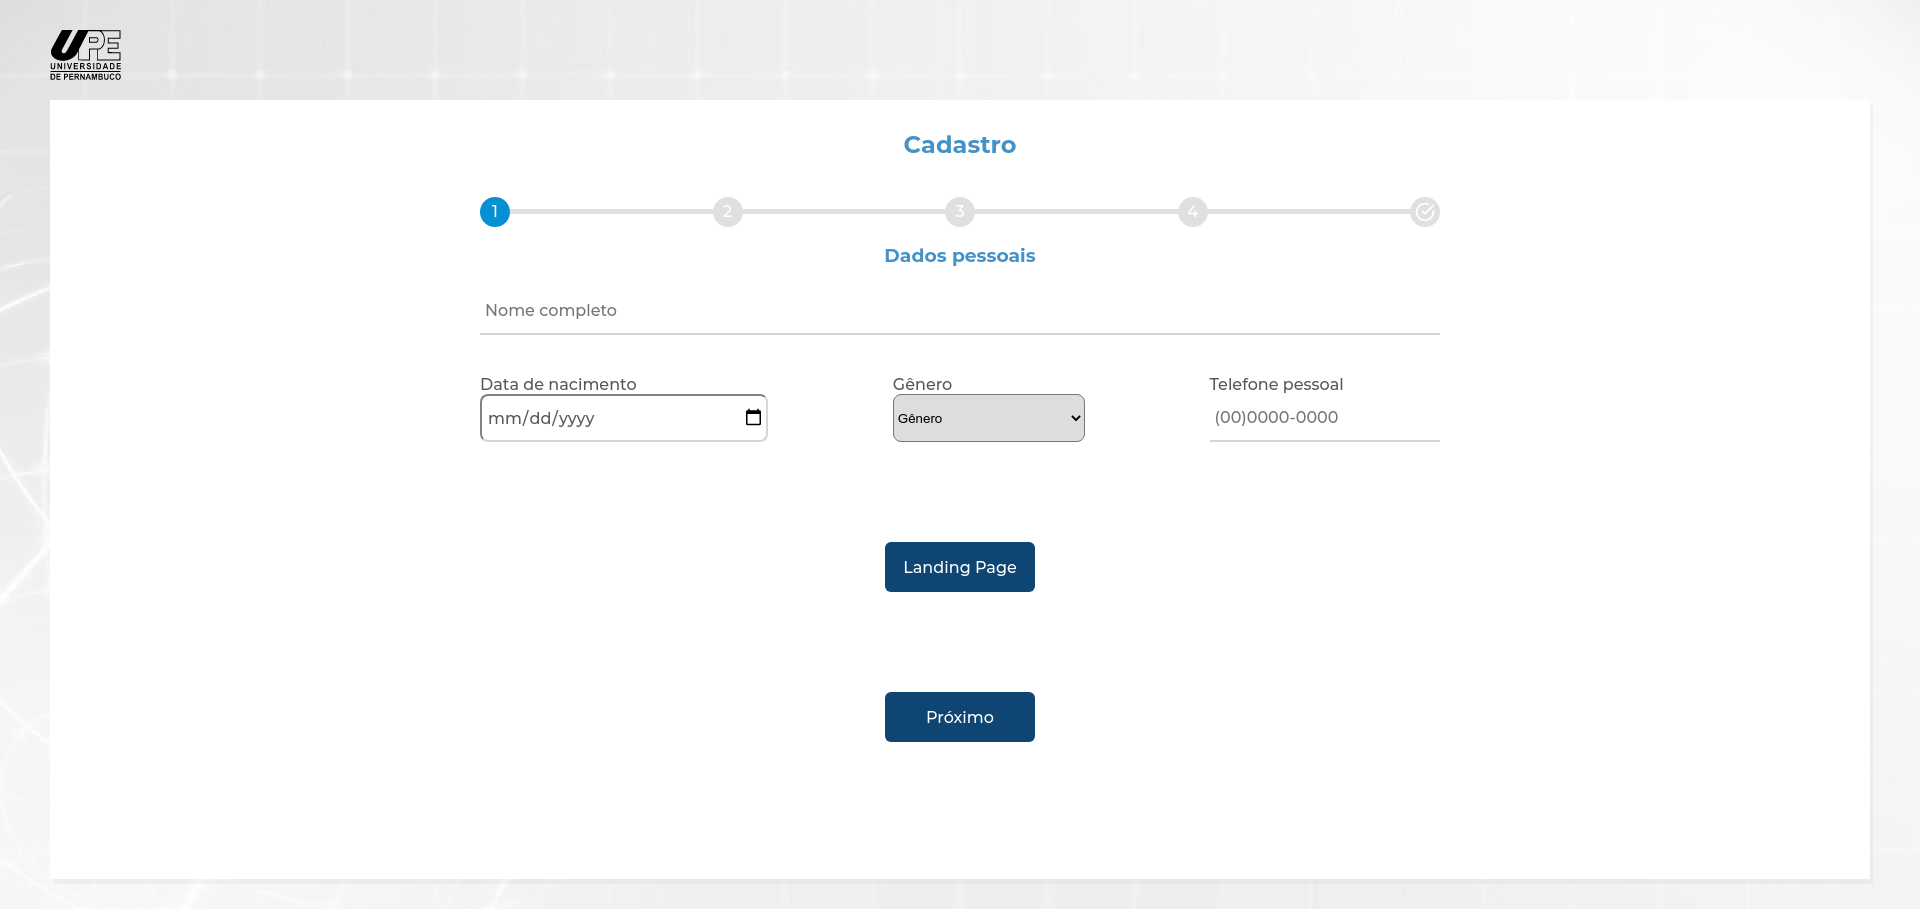 UPE
UNIVERSIDADE
DE PERNAMBUCO
Cadastro
1 2 3 4
Dados pessoais
Nome completo
Data de nacimento Gênero Telefone pessoal
mm/dd/yyyy Gênero (00)0000-0000
Landing Page
Próximo